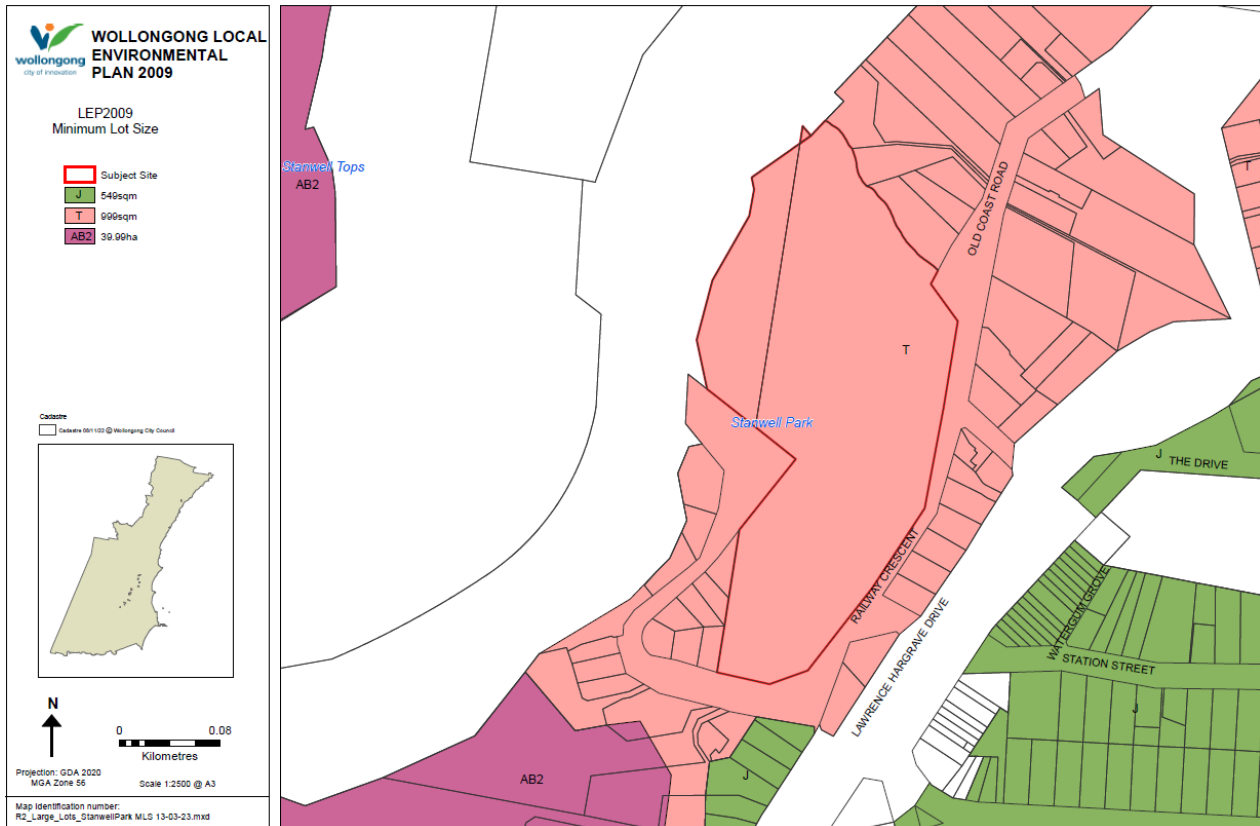 wollongong
city of innovation
WOLLONGONG LOCAL
ENVIRONMENTAL
PLAN 2009
LEP2009
Minimum Lot Size
Subject Site
J 549sqm
T 999sqm
AB2 39.99ha
Cadastre
Cadastre 08/11/22 @ Wollongong City Council
N
0 0.08
Kilometres
Projection: GDA 2020
MGA Zone 56
Scale 1:2500 @ A3
Map Identification number:
R2_Large_Lots_StanwellPark MLS 13-03-23.mxd
Stanwell Tops
AB2
T
OLD COAST ROAD
T
Stanwell Park
J
THE DRIVE
RAILWAY CRESCENT
LAWRENCE HARGRAVE DRIVE
WATERGUM GROVE
STATION STREET
J
J
AB2